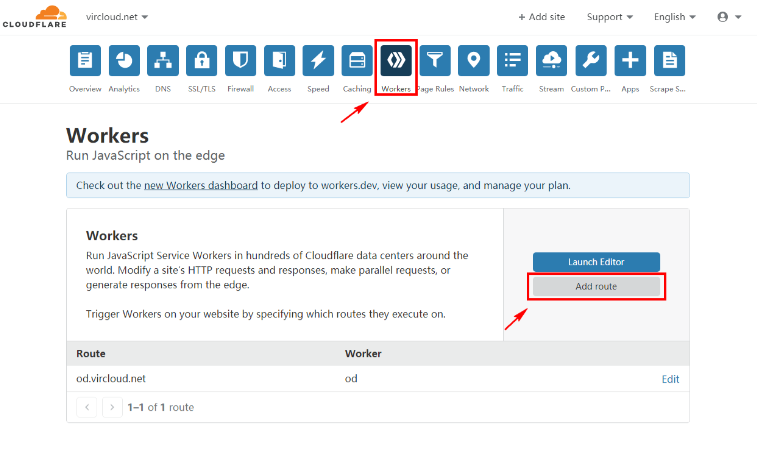 CLOUDFLARE
vircloud.net
+ Add site
Support
English
Overview Analytics DNS SSL/TLS Firewall Access Speed Caching Workers Page Rules Network Traffic Stream Custom P... Apps Scrape S...
Workers
Run JavaScript on the edge
Check out the new Workers dashboard to deploy to workers.dev, view your usage, and manage your plan.
Workers
Run JavaScript Service Workers in hundreds of Cloudflare data centers around the
world. Modify a site's HTTP requests and responses, make parallel requests, or
generate responses from the edge.
Trigger Workers on your website by specifying which routes they execute on.
Launch Editor
Add route
Route Worker
od.vircloud.net od Edit
1–1 of 1 route